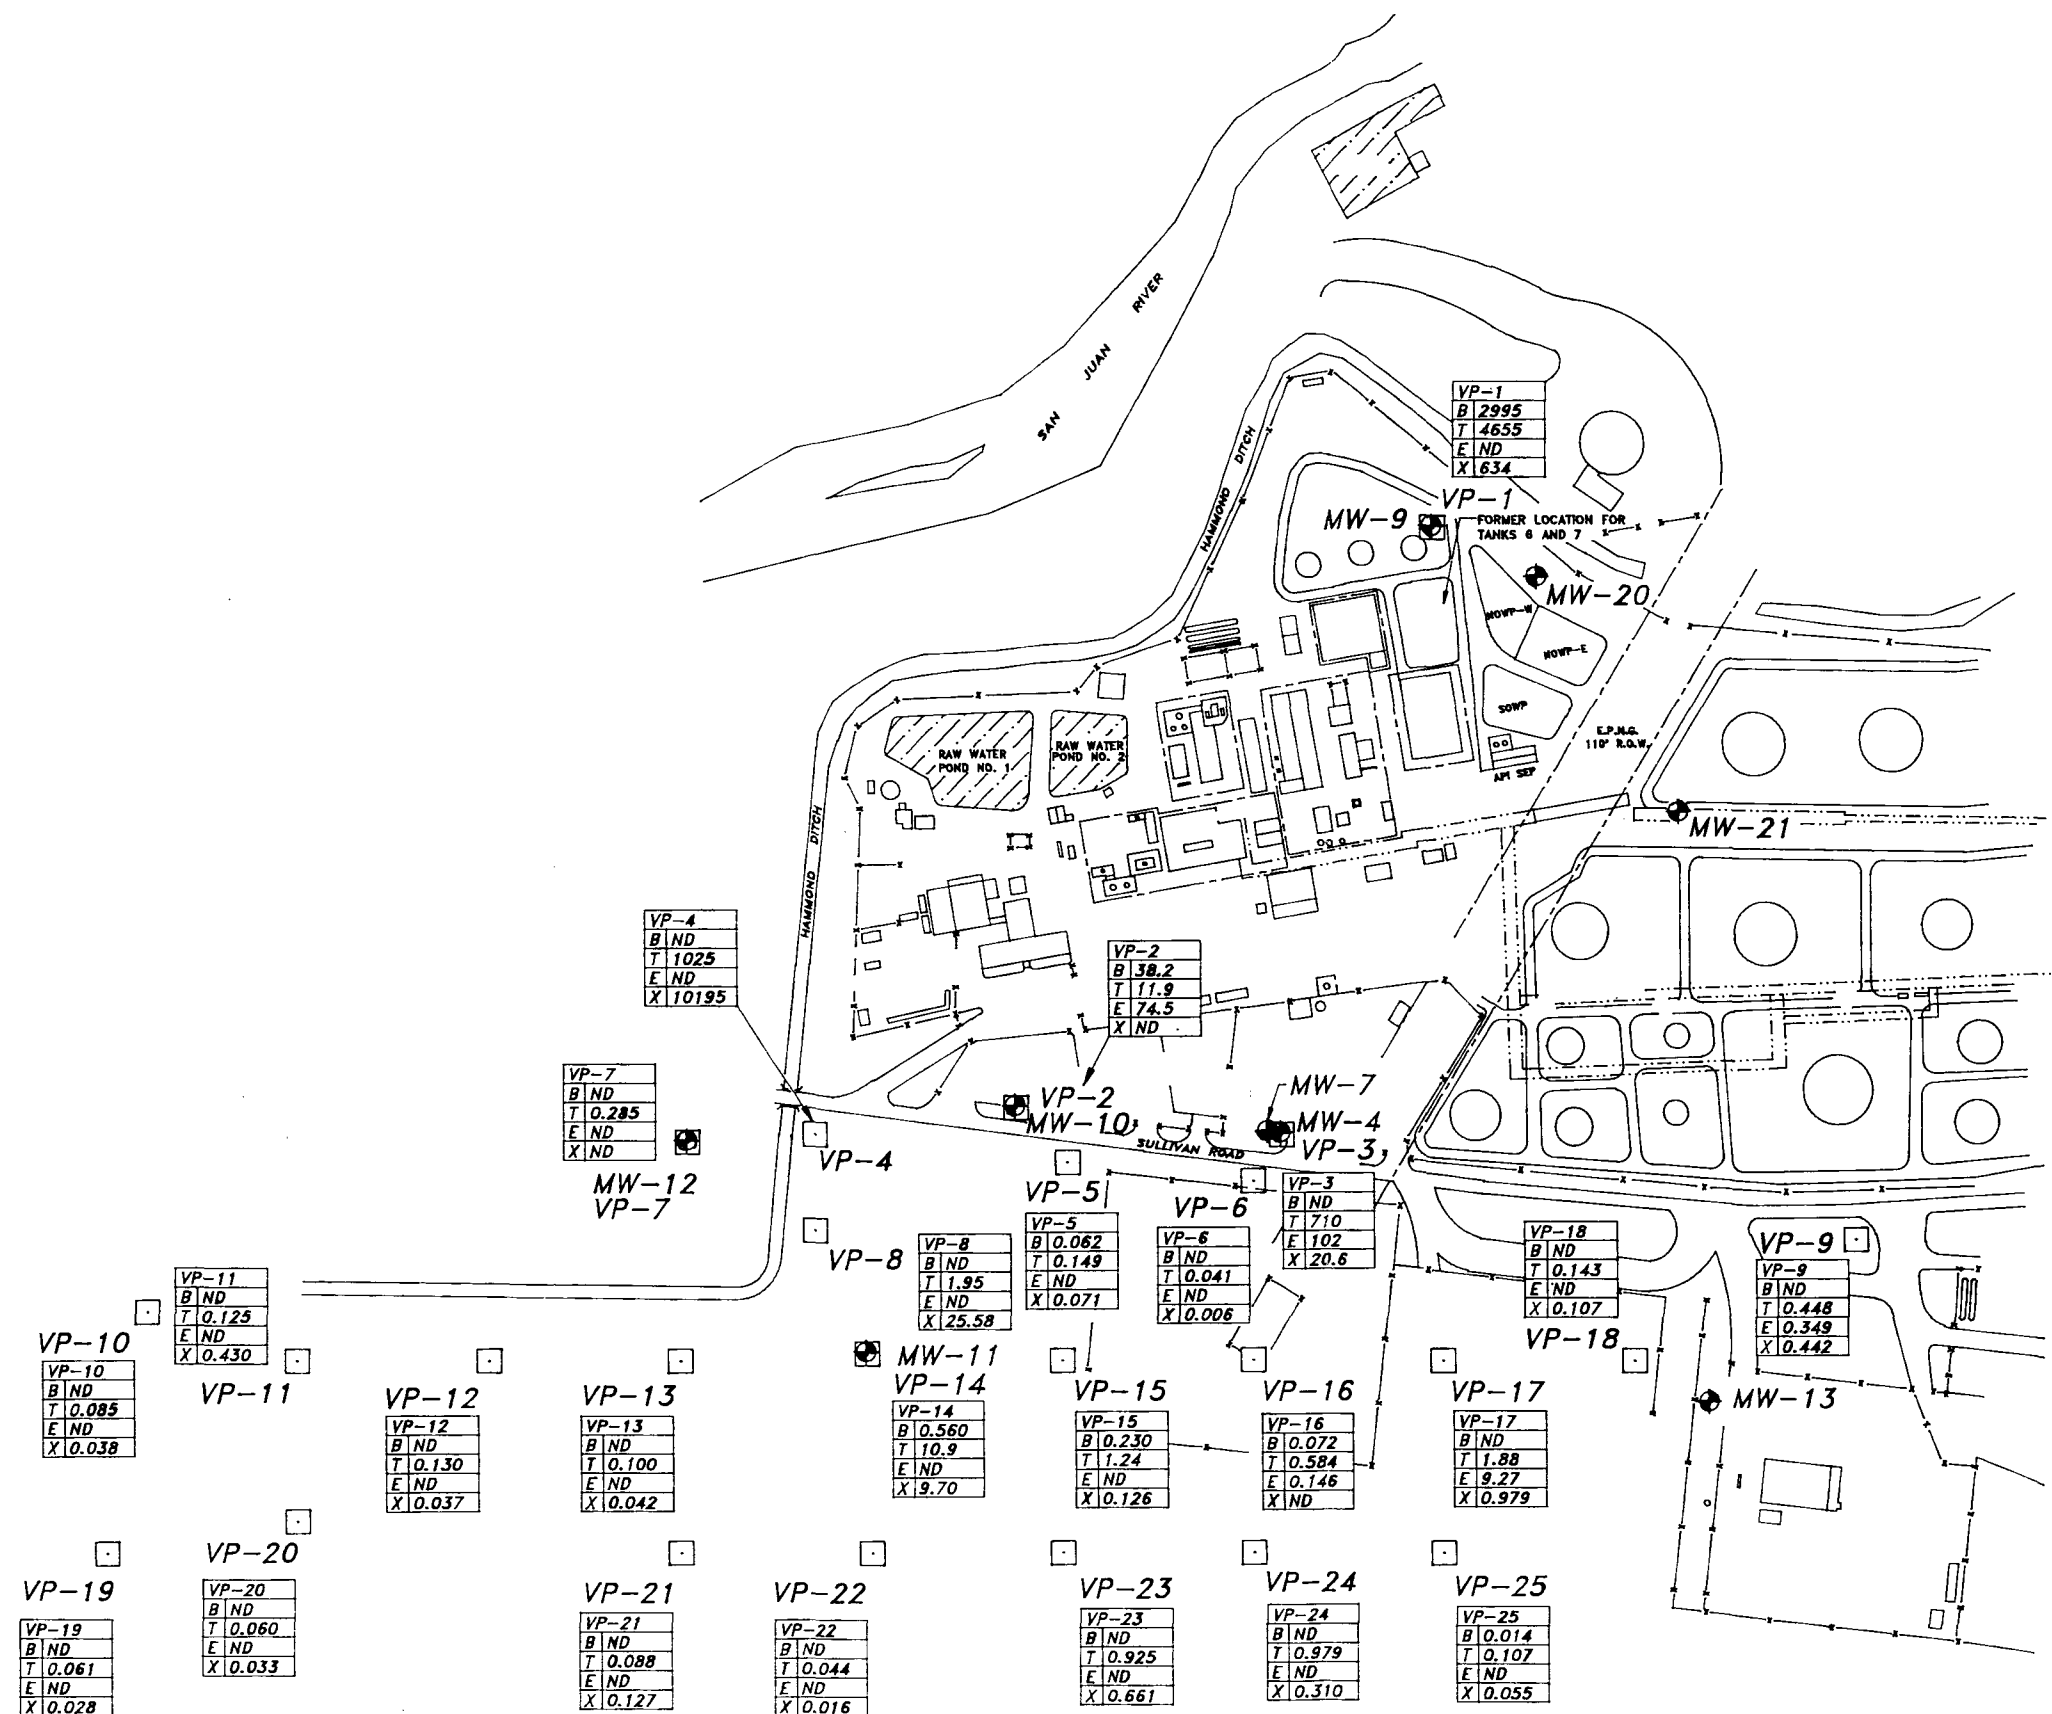 SAN JUAN RIVER
HAMMOND DITCH
VP-1
B 2995
T 4655
E ND
X 634
VP-1
MW-9
FORMER LOCATION FOR
TANKS 6 AND 7
MW-20
NOWP-W
NOWP-E
SOWP
E.P.N.G.
110' R.O.W.
API SEP
RAW WATER
POND NO. 1
RAW WATER
POND NO. 2
MW-21
HAMMOND DITCH
VP-4
B ND
T 1025
E ND
X 10195
VP-2
B 38.2
T 11.9
E 74.5
X ND
VP-7
B ND
T 0.285
E ND
X ND
MW-12
VP-7
VP-4
VP-2
MW-10
MW-7
MW-4
VP-3
SULLIVAN ROAD
VP-5
VP-5
B 0.062
T 0.149
E ND
X 0.071
VP-6
VP-6
B ND
T 0.041
E ND
X 0.006
VP-3
B ND
T 710
E 102
X 20.6
VP-8
VP-8
B ND
T 1.95
E ND
X 25.58
VP-18
B ND
T 0.143
E ND
X 0.107
VP-18
VP-9
VP-9
B ND
T 0.448
E 0.349
X 0.442
VP-11
B ND
T 0.125
E ND
X 0.430
VP-11
VP-10
VP-10
B ND
T 0.085
E ND
X 0.038
VP-12
VP-12
B ND
T 0.130
E ND
X 0.037
VP-13
VP-13
B ND
T 0.100
E ND
X 0.042
MW-11
VP-14
VP-14
B 0.560
T 10.9
E ND
X 9.70
VP-15
VP-15
B 0.230
T 1.24
E ND
X 0.126
VP-16
VP-16
B 0.072
T 0.584
E 0.146
X ND
VP-17
VP-17
B ND
T 1.88
E 9.27
X 0.979
MW-13
VP-19
VP-19
B ND
T 0.061
E ND
X 0.028
VP-20
VP-20
B ND
T 0.060
E ND
X 0.033
VP-21
VP-21
B ND
T 0.088
E ND
X 0.127
VP-22
VP-22
B ND
T 0.044
E ND
X 0.016
VP-23
VP-23
B ND
T 0.925
E ND
X 0.661
VP-24
VP-24
B ND
T 0.979
E ND
X 0.310
VP-25
VP-25
B 0.014
T 0.107
E ND
X 0.055